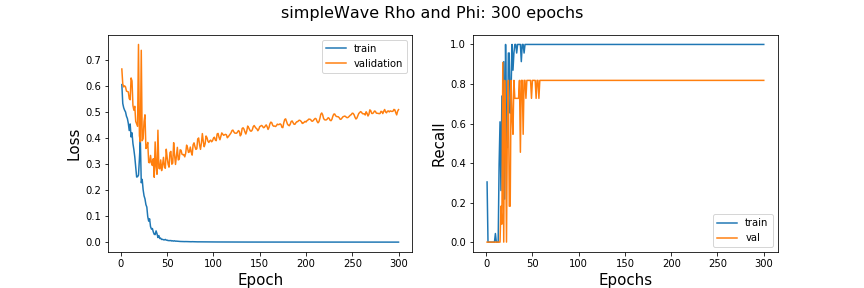 simpleWave Rho and Phi: 300 epochs
Loss
0.7
0.6
0.5
0.4
0.3
0.2
0.1
0.0
train
validation
0 50 100 150 200 250 300
Epoch
Recall
1.0
0.8
0.6
0.4
0.2
0.0
train
val
0 50 100 150 200 250 300
Epochs